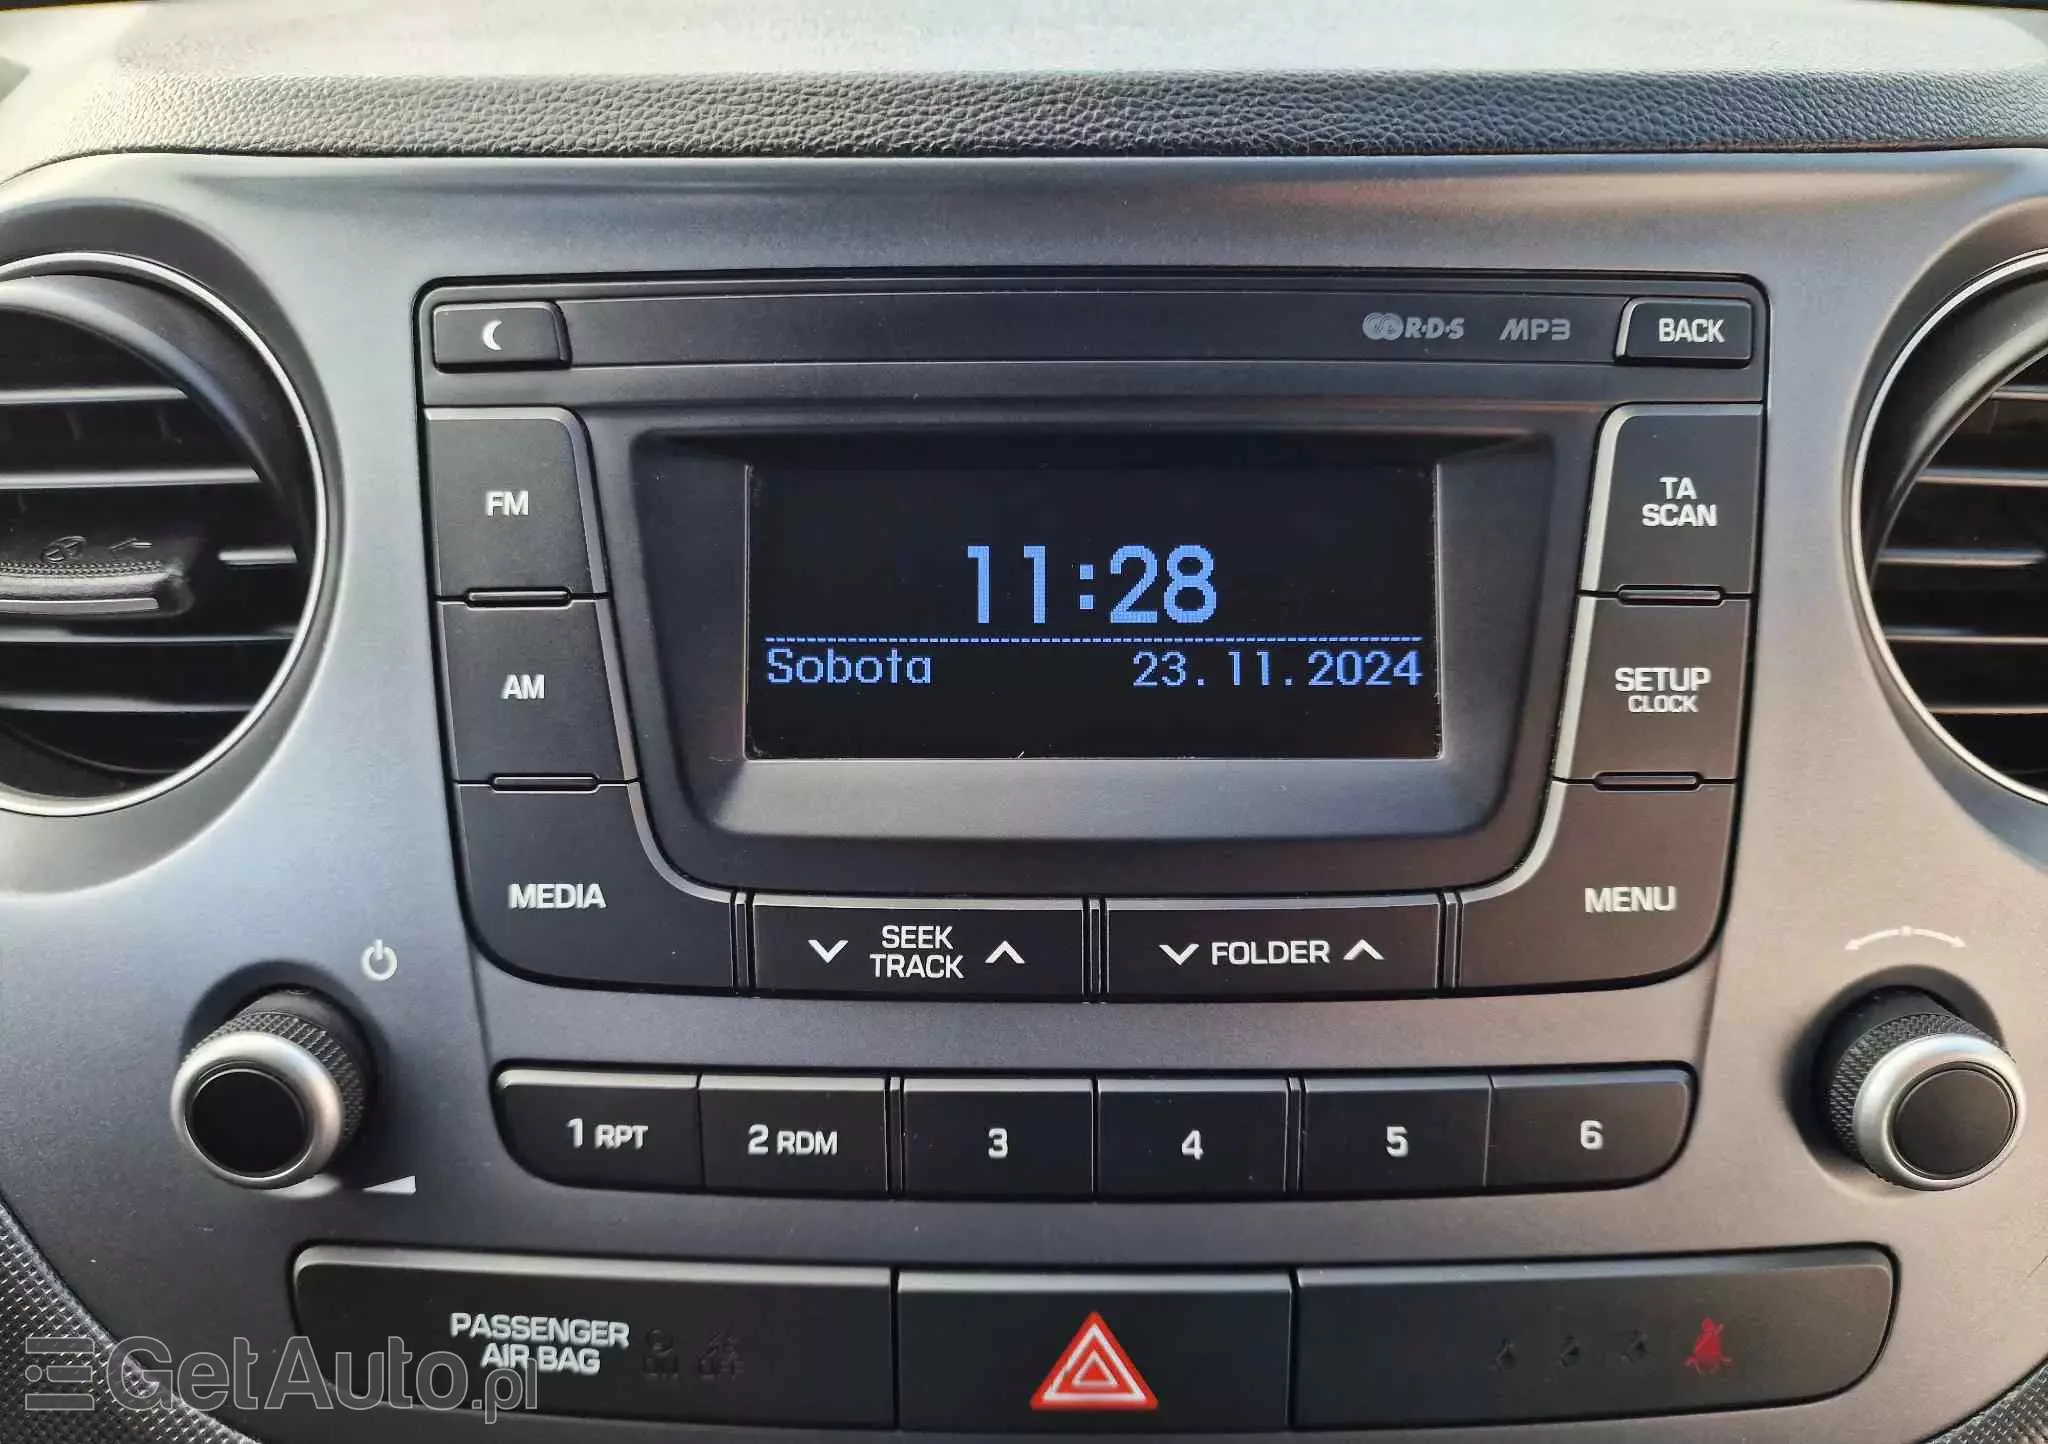 R·D·S MP3 BACK
FM
TA
SCAN
11:28
Sobota 23.11.2024
AM
SETUP
CLOCK
MEDIA
SEEK
TRACK
FOLDER
MENU
1 RPT 2 RDM 3 4 5 6
PASSENGER
AIR BAG
GetAuto.pl